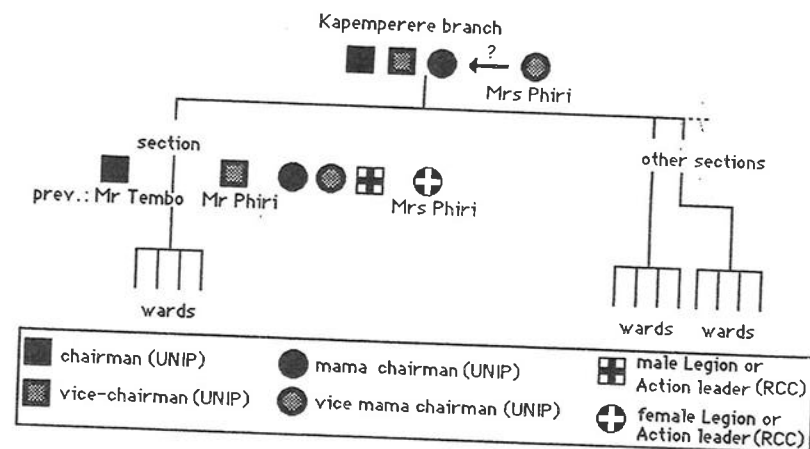 Kapemperere branch
?
Mrs Phiri
section
other sections
prev.: Mr Tembo
Mr Phiri
Mrs Phiri
wards
wards
wards
chairman (UNIP)
mama chairman (UNIP)
male Legion or
Action leader (RCC)
vice-chairman (UNIP)
vice mama chairman (UNIP)
female Legion or
Action leader (RCC)